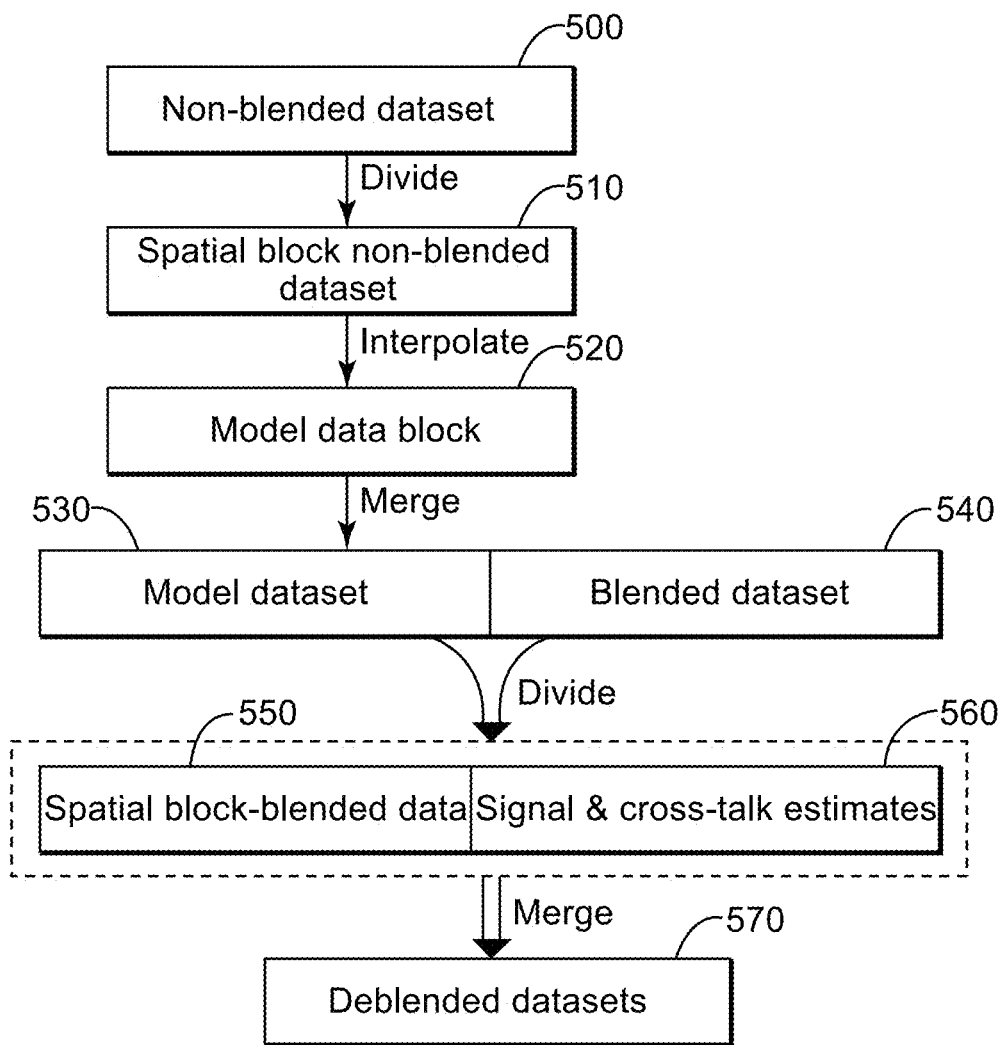 500
Non-blended dataset
Divide
510
Spatial block non-blended
dataset
Interpolate
520
Model data block
Merge
530
540
Model dataset
Blended dataset
Divide
550
560
Spatial block-blended data
Signal & cross-talk estimates
Merge
570
Deblended datasets